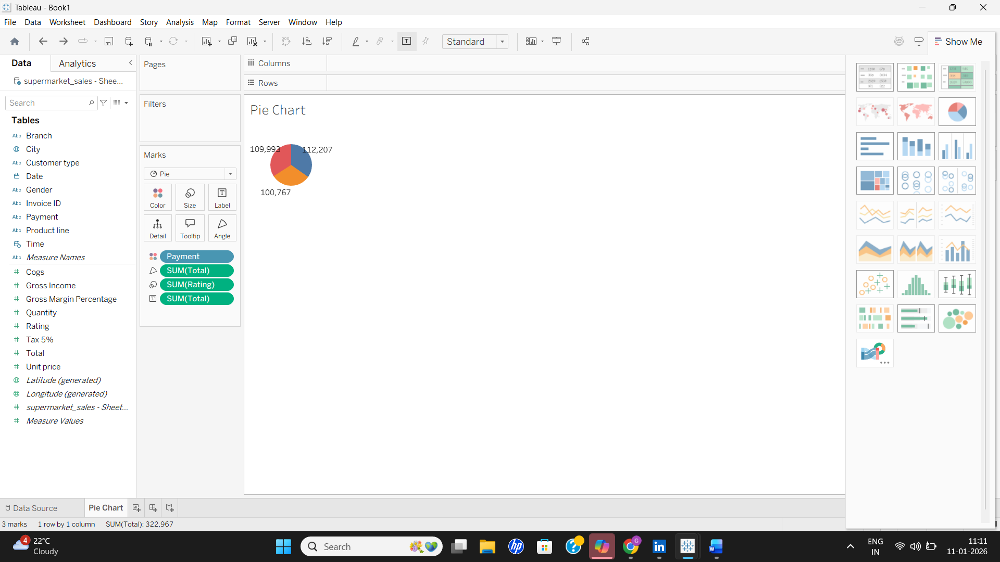 Tableau - Book1
File Data Worksheet Dashboard Story Analysis Map Format Server Window Help
Standard
Show Me
Data
Analytics
supermarket_sales - Shee...
Search
Tables
Abc Branch
City
Abc Customer type
Date
Abc Gender
Abc Invoice ID
Abc Payment
Abc Product line
Time
Abc Measure Names
# Cogs
# Gross Income
# Gross Margin Percentage
# Quantity
# Rating
# Tax 5%
# Total
# Unit price
Latitude (generated)
Longitude (generated)
# supermarket_sales - Sheet...
# Measure Values
Pages
Filters
Marks
Pie
Color
Size
Label
Detail
Tooltip
Angle
Payment
SUM(Total)
SUM(Rating)
SUM(Total)
Columns
Rows
Pie Chart
109,993
112,207
100,767
Data Source
Pie Chart
3 marks 1 row by 1 column SUM(Total): 322,967
4
22°C
Cloudy
Search
G
ENG
IN
11:11
11-01-2026